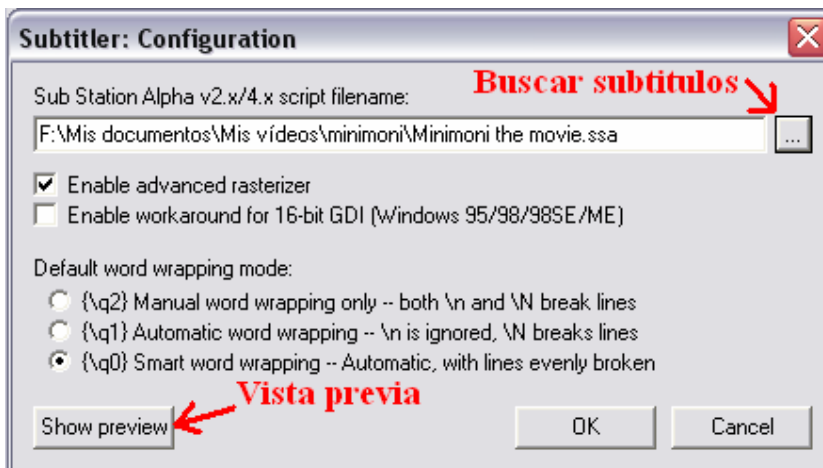 Subtitler: Configuration
Buscar subtitulos
Sub Station Alpha v2.x/4.x script filename:
F:\Mis documentos\Mis vídeos\minimoni\Minimoni the movie.ssa
...
Enable advanced rasterizer
Enable workaround for 16-bit GDI (Windows 95/98/98SE/ME)
Default word wrapping mode:
{\q2} Manual word wrapping only -- both \n and \N break lines
{\q1} Automatic word wrapping -- \n is ignored, \N breaks lines
{\q0} Smart word wrapping -- Automatic, with lines evenly broken
Vista previa
Show preview
OK
Cancel